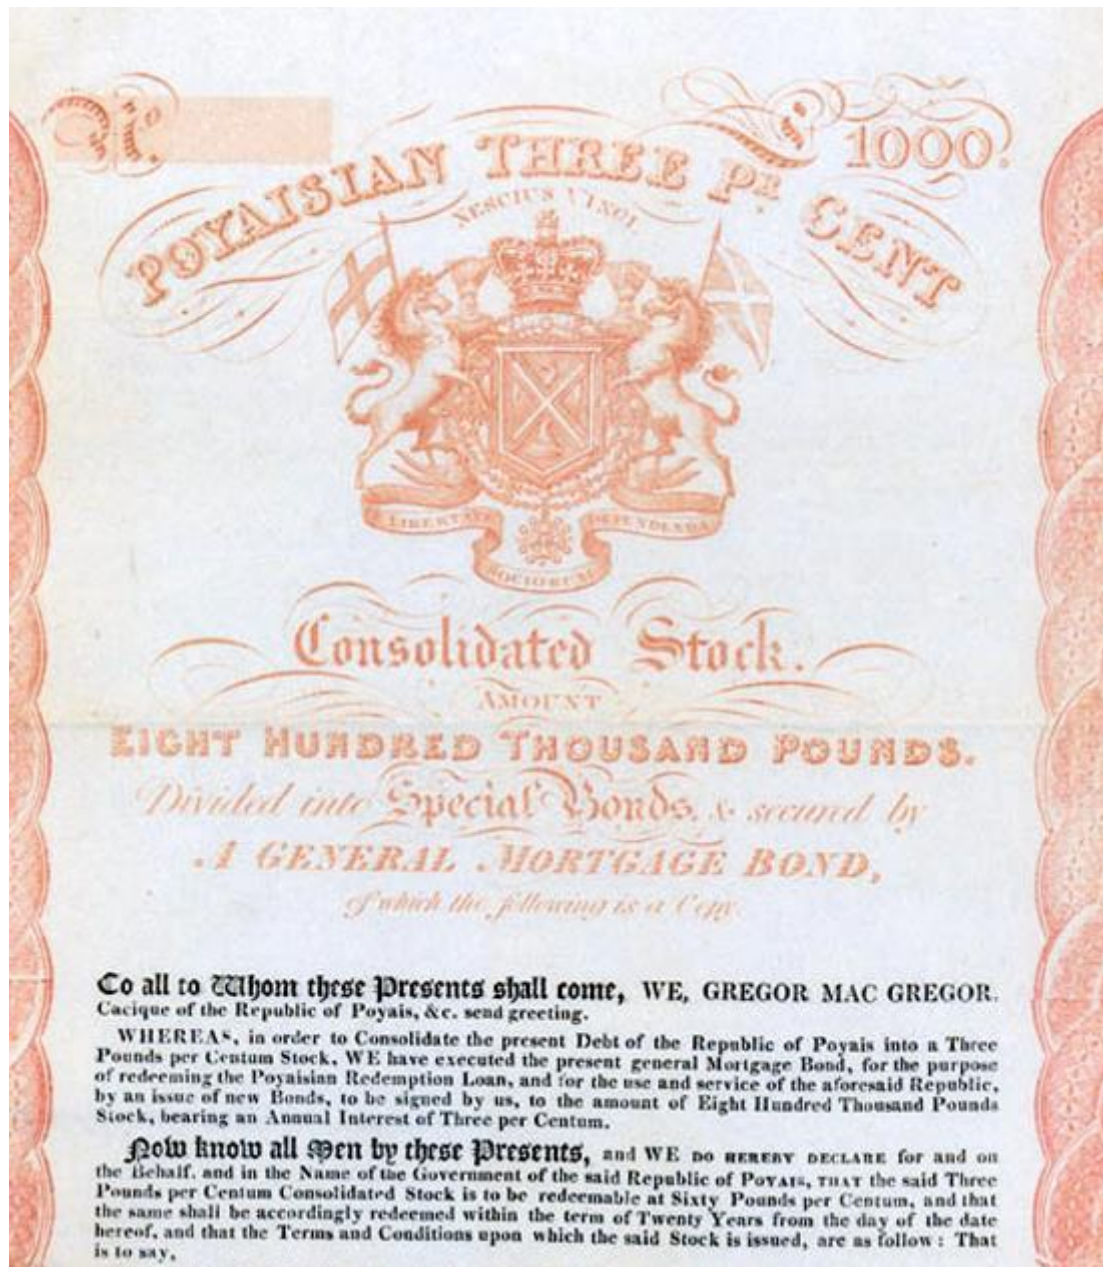 No
£ 1000.
POYAISIAN THREE PR CENT
NESCIUS VINCI
LIBERTAS DEFENDENDA
SOCIORUM
Consolidated Stock.
AMOUNT
EIGHT HUNDRED THOUSAND POUNDS.
Divided into Special Bonds, & secured by
A GENERAL MORTGAGE BOND,
of which the following is a Copy
To all to Whom these Presents shall come, WE, GREGOR MAC GREGOR.
Cacique of the Republic of Poyais, &c. send greeting.
WHEREAS, in order to Consolidate the present Debt of the Republic of Poyais into a Three
Pounds per Centum Stock, WE have executed the present general Mortgage Bond, for the purpose
of redeeming the Poyaisian Redemption Loan, and for the use and service of the aforesaid Republic,
by an issue of new Bonds, to be signed by us, to the amount of Eight Hundred Thousand Pounds
Stock, bearing an Annual Interest of Three per Centum.
Now know all Men by these Presents, and WE DO HEREBY DECLARE for and on
the Behalf, and in the Name of the Government of the said Republic of POYAIS, THAT the said Three
Pounds per Centum Consolidated Stock is to be redeemable at Sixty Pounds per Centum, and that
the same shall be accordingly redeemed within the term of Twenty Years from the day of the date
hereof, and that the Terms and Conditions upon which the said Stock is issued, are as follow : That
is to say,